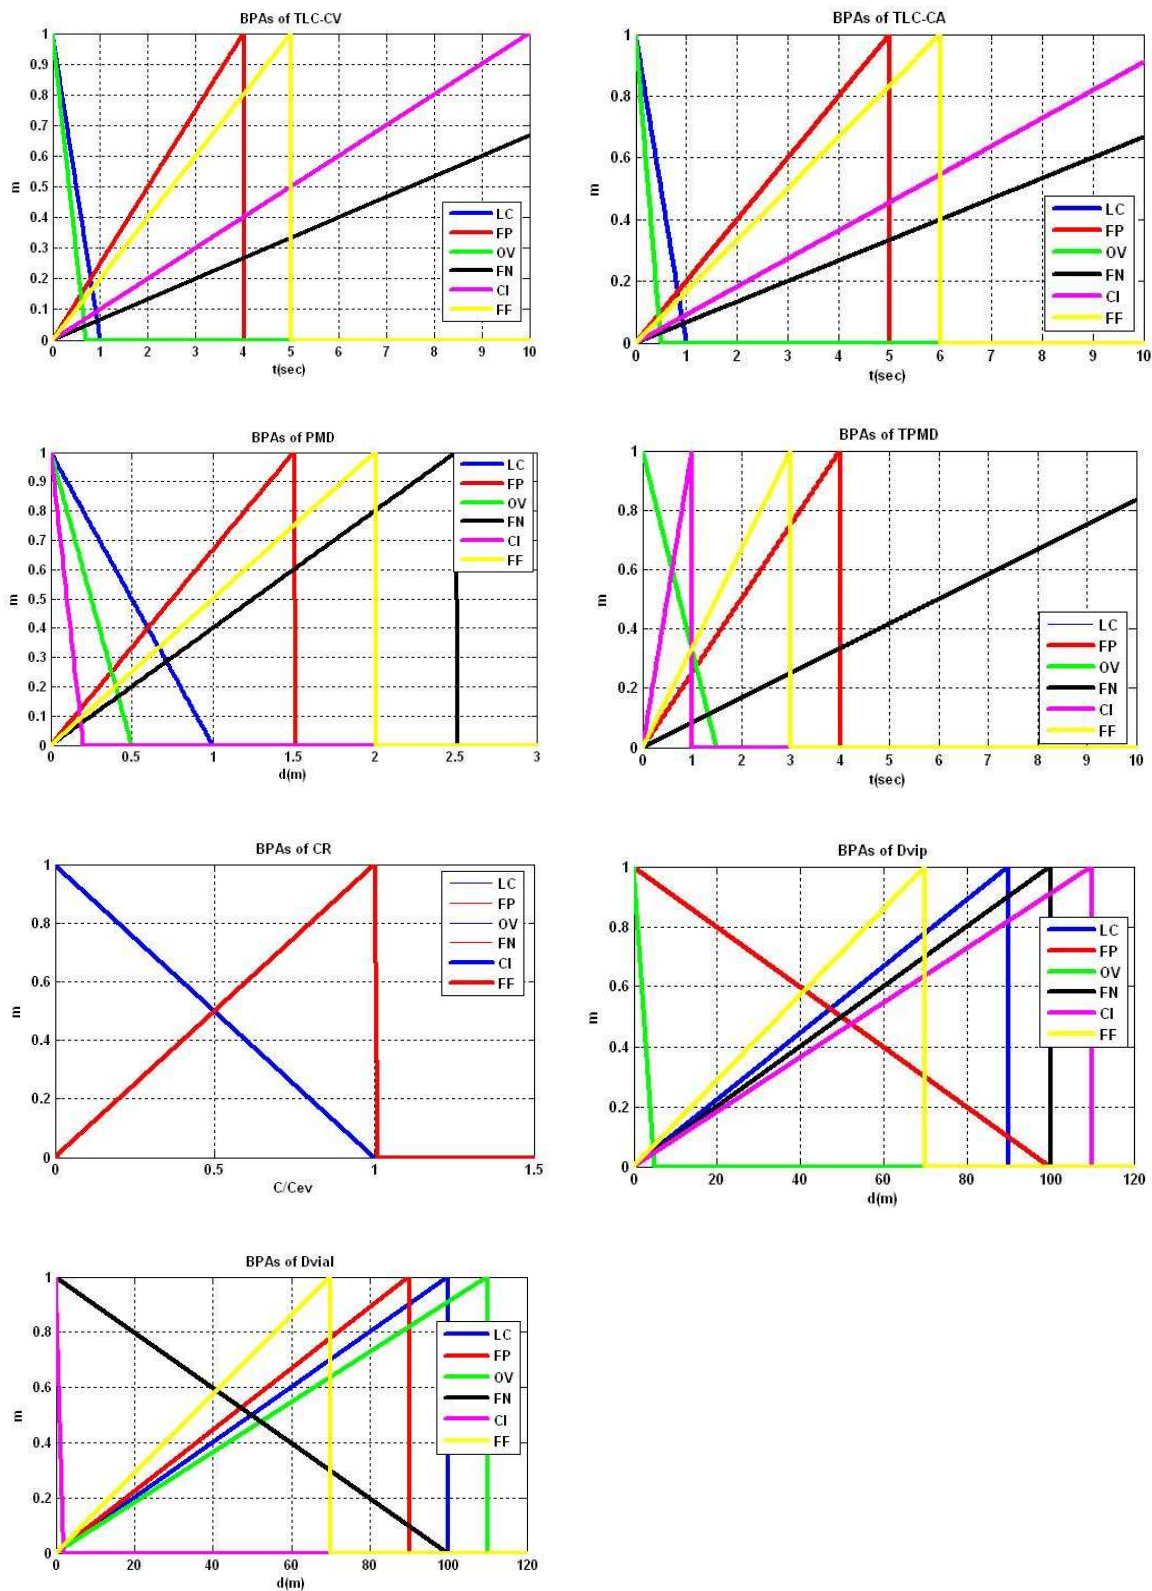 BPAs of TLC-CV
1
0.9
0.8
0.7
0.6
0.5
0.4
0.3
0.2
0.1
0
m
LC
FP
OV
FN
CI
FF
0 1 2 3 4 5 6 7 8 9 10
t(sec)
BPAs of TLC-CA
1
0.8
0.6
0.4
0.2
0
m
LC
FP
OV
FN
CI
FF
0 1 2 3 4 5 6 7 8 9 10
t(sec)
BPAs of PMD
1
0.9
0.8
0.7
0.6
0.5
0.4
0.3
0.2
0.1
0
m
LC
FP
OV
FN
CI
FF
0 0.5 1 1.5 2 2.5 3
d(m)
BPAs of TPMD
1
0.8
0.6
0.4
0.2
0
m
LC
FP
OV
FN
CI
FF
0 1 2 3 4 5 6 7 8 9 10
t(sec)
BPAs of CR
1
0.8
0.6
0.4
0.2
0
m
LC
FP
OV
FN
CI
FF
0 0.5 1 1.5
C/Cev
BPAs of Dvip
1
0.8
0.6
0.4
0.2
0
m
LC
FP
OV
FN
CI
FF
0 20 40 60 80 100 120
d(m)
BPAs of Dvial
1
0.8
0.6
0.4
0.2
0
m
LC
FP
OV
FN
CI
FF
0 20 40 60 80 100 120
d(m)